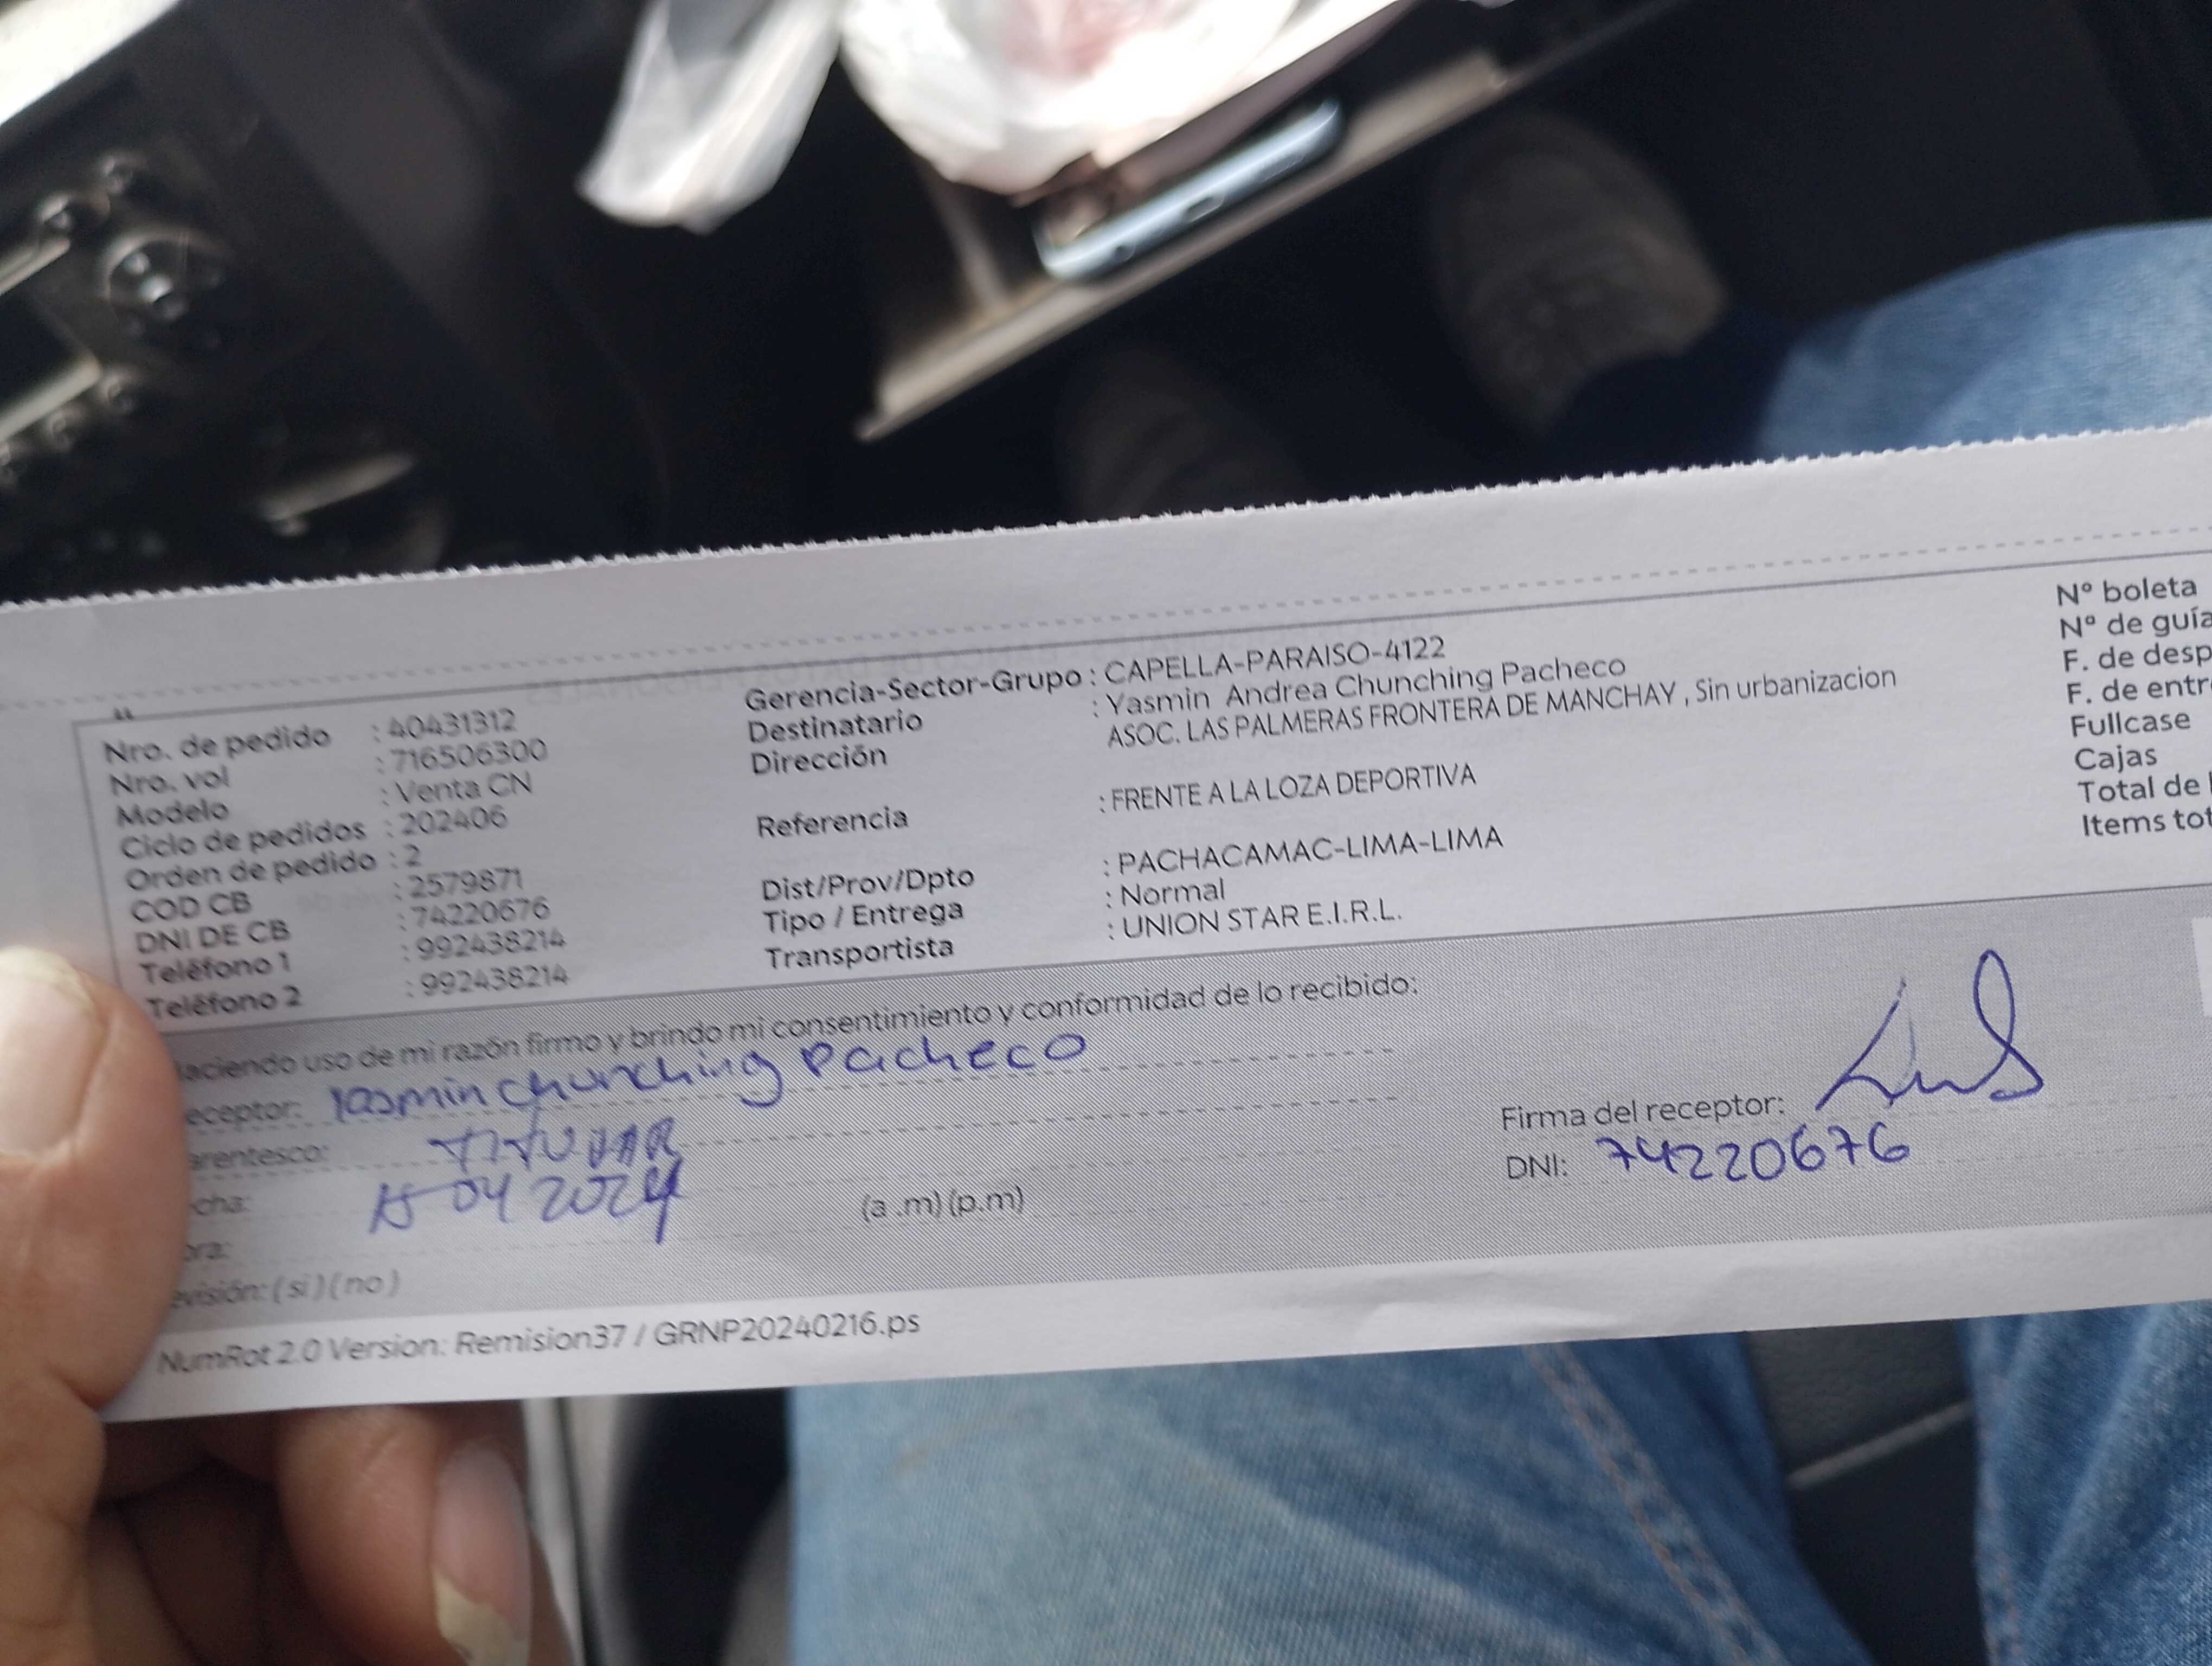 Nro. de pedido : 40431312
Nro. vol : 716506300
Modelo : Venta CN
Ciclo de pedidos : 202406
Orden de pedido : 2
COD CB : 2579871
DNI DE CB : 74220676
Teléfono 1 : 992438214
Teléfono 2 : 992438214
Gerencia-Sector-Grupo : CAPELLA-PARAISO-4122
Destinatario : Yasmin Andrea Chunching Pacheco
Dirección ASOC. LAS PALMERAS FRONTERA DE MANCHAY , Sin urbanizacion
Referencia : FRENTE A LA LOZA DEPORTIVA
Dist/Prov/Dpto : PACHACAMAC-LIMA-LIMA
Tipo / Entrega : Normal
Transportista : UNION STAR E.I.R.L.
Nº boleta
Nº de guía
F. de desp
F. de entr
Fullcase
Cajas
Total de
Items tot
aciendo uso de mi razón firmo y brindo mi consentimiento y conformidad de lo recibido:
eceptor: Yasmin chunching Pacheco
arentesco: TITULAR
cha: 15 04 2024
ora: (a .m) (p.m)
evisión: ( si ) ( no )
Firma del receptor:
DNI: 74220676
NumRot 2.0 Version: Remision37 / GRNP20240216.ps